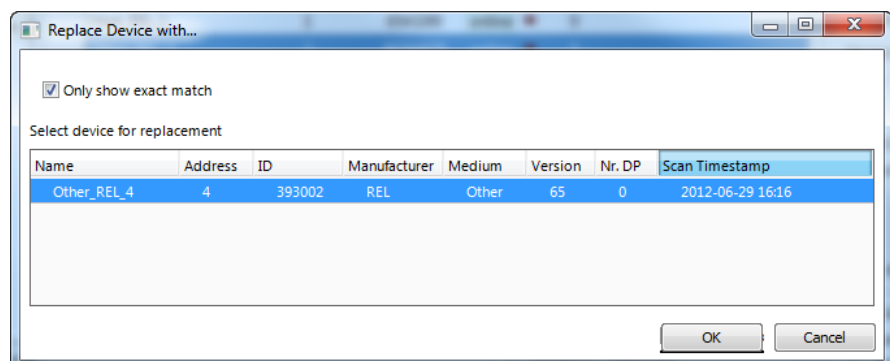 Replace Device with...
Only show exact match
Select device for replacement
Name Address ID Manufacturer Medium Version Nr. DP Scan Timestamp
Other_REL_4 4 393002 REL Other 65 0 2012-06-29 16:16
OK Cancel